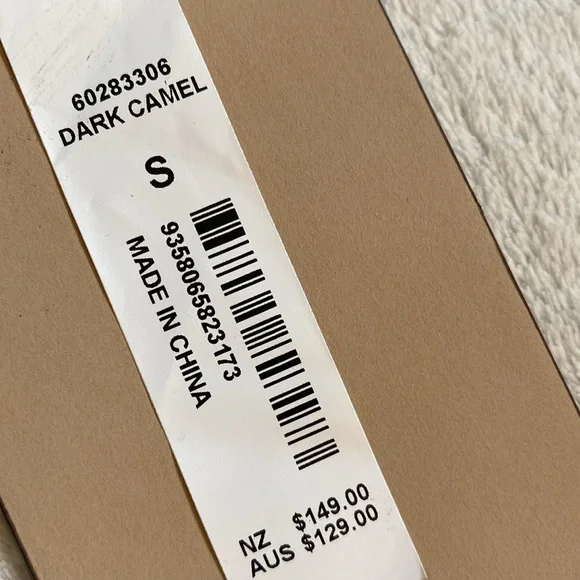 60283306
DARK CAMEL
S
9358065823173
MADE IN CHINA
NZ $149.00
AUS $129.00